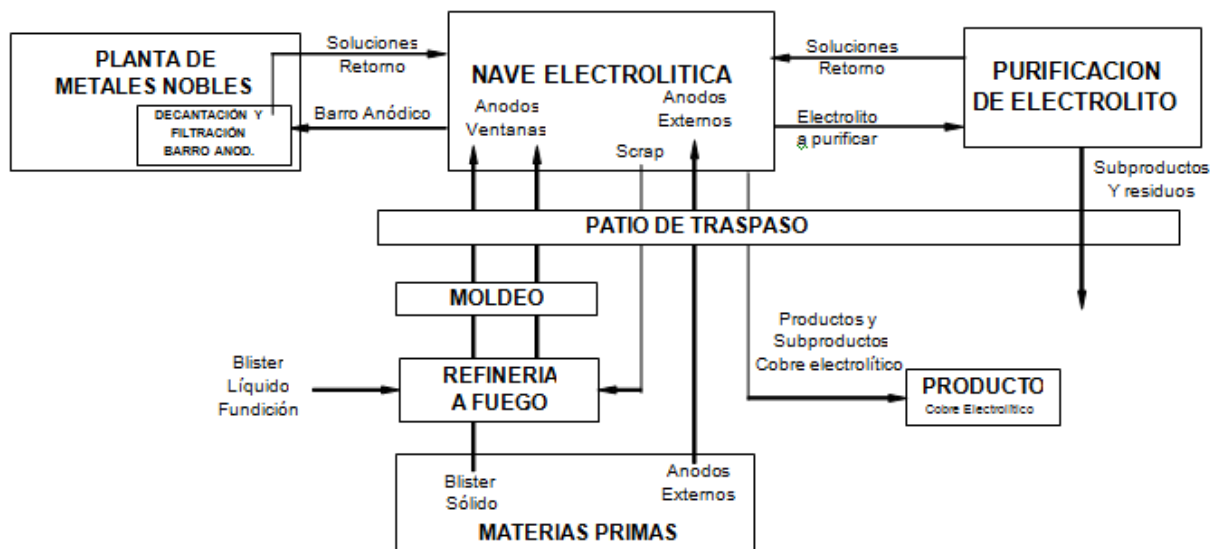 PLANTA DE
METALES NOBLES
DECANTACIÓN Y
FILTRACIÓN
BARRO ANOD.
Soluciones
Retorno
Barro Anódico
NAVE ELECTROLITICA
Anodos
Ventanas
Anodos
Externos
Scrap
Soluciones
Retorno
Electrolito
a purificar
PURIFICACION
DE ELECTROLITO
Subproductos
Y residuos
PATIO DE TRASPASO
MOLDEO
Blister
Líquido
Fundición
REFINERIA
A FUEGO
Productos y
Subproductos
Cobre electrolítico
PRODUCTO
Cobre Electrolítico
Blister
Sólido
Anodos
Externos
MATERIAS PRIMAS